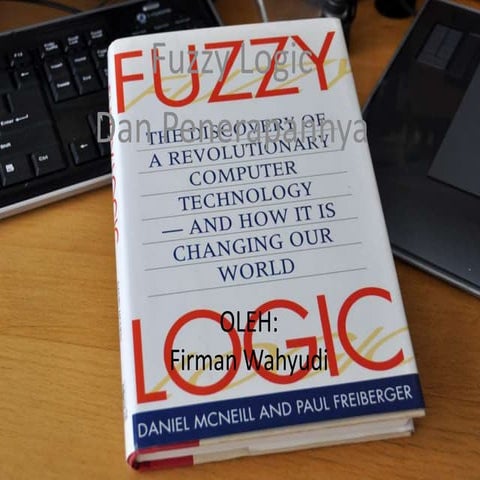 FUZZY
Fuzzy Logic
Dan Penerapannya
THE DISCOVERY OF
A REVOLUTIONARY
COMPUTER
TECHNOLOGY
— AND HOW IT IS
CHANGING OUR
WORLD
OLEH:
Firman Wahyudi
LOGIC
DANIEL MCNEILL AND PAUL FREIBERGER